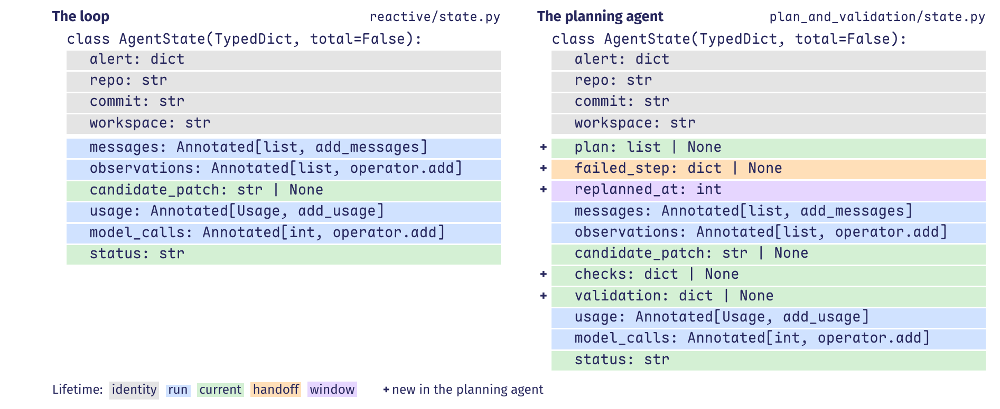 The loop
reactive/state.py
class AgentState(TypedDict, total=False):
alert: dict
repo: str
commit: str
workspace: str
messages: Annotated[list, add_messages]
observations: Annotated[list, operator.add]
candidate_patch: str | None
usage: Annotated[Usage, add_usage]
model_calls: Annotated[int, operator.add]
status: str
The planning agent
plan_and_validation/state.py
class AgentState(TypedDict, total=False):
alert: dict
repo: str
commit: str
workspace: str
+ plan: list | None
+ failed_step: dict | None
+ replanned_at: int
messages: Annotated[list, add_messages]
observations: Annotated[list, operator.add]
candidate_patch: str | None
+ checks: dict | None
+ validation: dict | None
usage: Annotated[Usage, add_usage]
model_calls: Annotated[int, operator.add]
status: str
Lifetime: identity run current handoff window + new in the planning agent